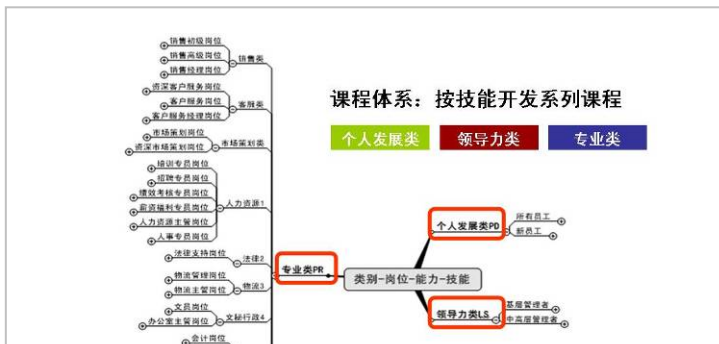 课程体系：按技能开发系列课程
个人发展类
领导力类
专业类
类别-岗位-能力-技能
个人发展类PD
所有员工
新员工
领导力类LS
基层管理者
中高层管理者
专业类PR
销售类
销售初级岗位
销售高级岗位
销售经理岗位
客服类
资深客户服务岗位
客户服务岗位
客户服务经理岗位
市场策划类
市场策划岗位
资深市场策划岗位
人力资源1
培训专员岗位
招聘专员岗位
绩效考核专员岗位
薪资福利专员岗位
人力资源主管岗位
人事专员岗位
法律2
法律支持岗位
物流3
物流管理岗位
物流主管岗位
文秘行政4
文员岗位
办公室主管岗位
会计岗位